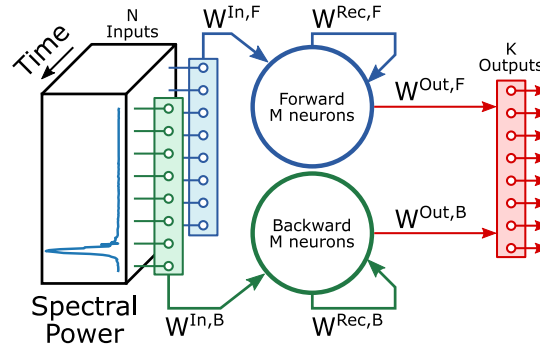 Time
N
Inputs
W^In,F
W^Rec,F
Forward
M neurons
W^Out,F
K
Outputs
Backward
M neurons
W^Out,B
W^In,B
W^Rec,B
Spectral
Power